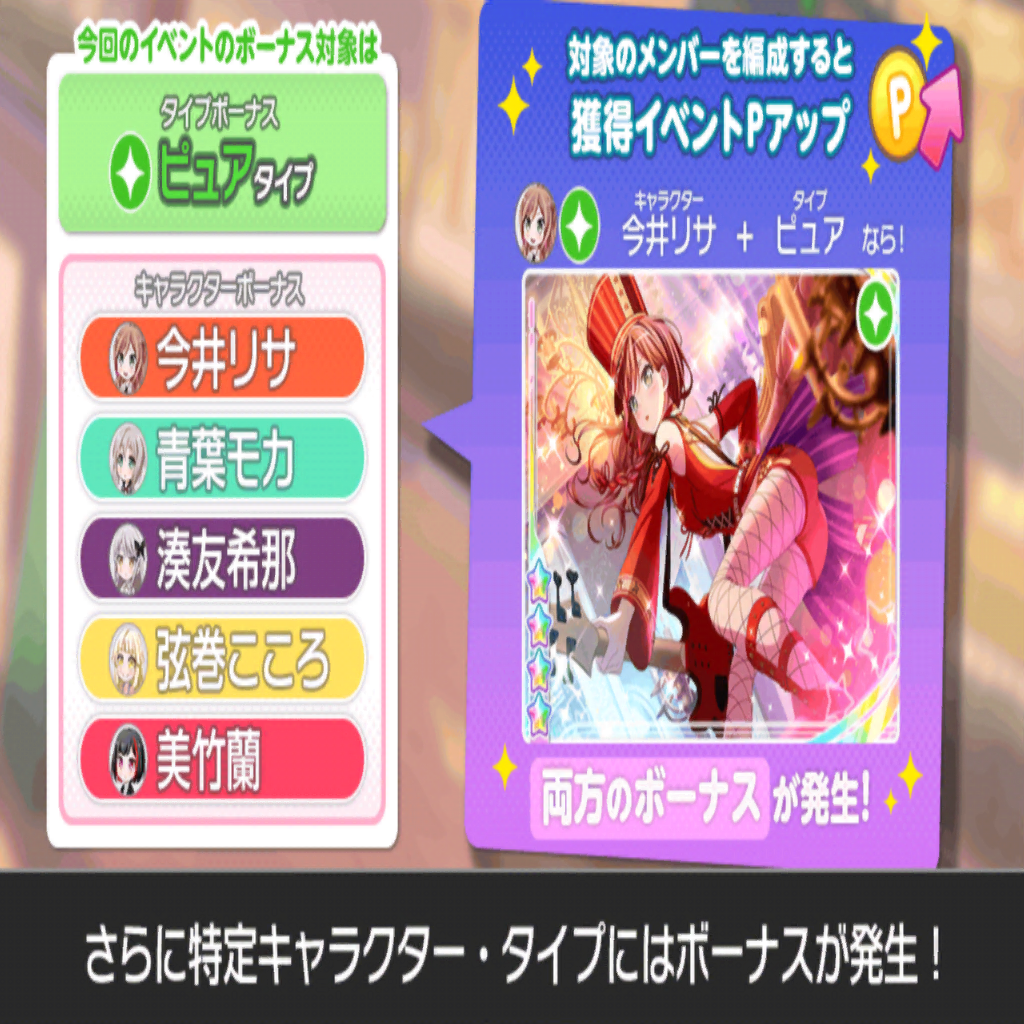 今回のイベントのボーナス対象は
タイプボーナス
ピュアタイプ
キャラクターボーナス
今井リサ
青葉モカ
湊友希那
弦巻こころ
美竹蘭
対象のメンバーを編成すると
獲得イベントPアップ
P
キャラクター タイプ
今井リサ + ピュア なら!
両方のボーナスが発生!
さらに特定キャラクター・タイプにはボーナスが発生！